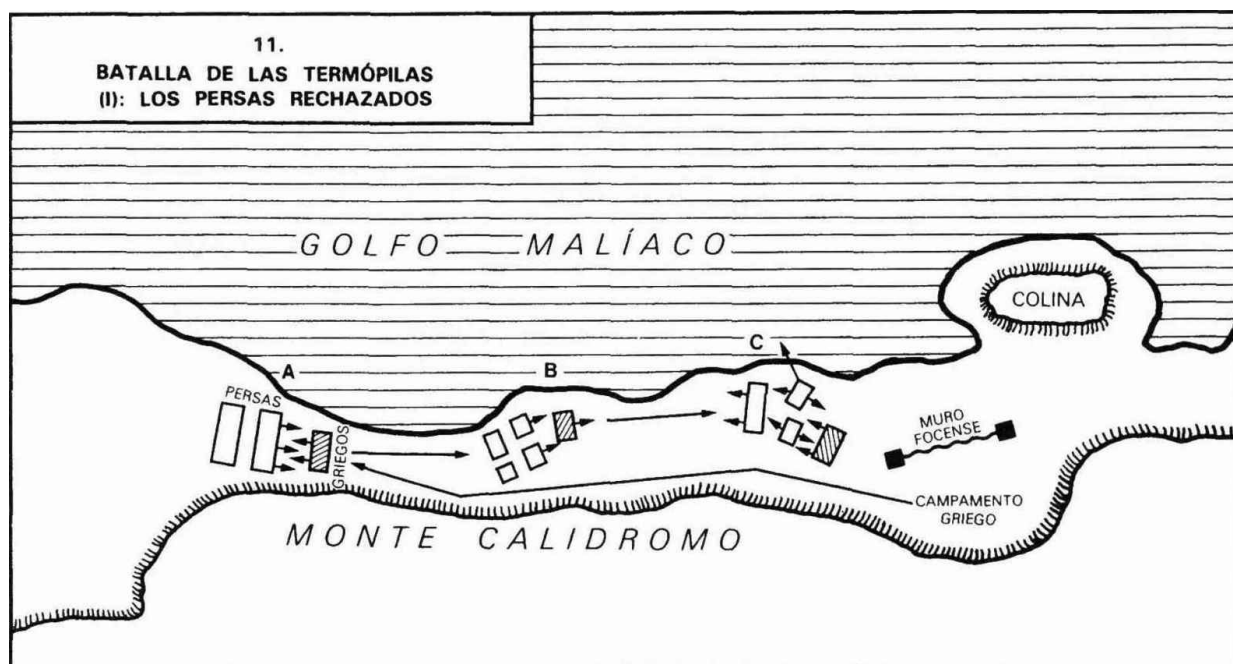 11.
BATALLA DE LAS TERMÓPILAS
(I): LOS PERSAS RECHAZADOS
GOLFO MALÍACO
COLINA
C
A
B
PERSAS
GRIEGOS
MURO
FOCENSE
CAMPAMENTO
GRIEGO
MONTE CALIDROMO